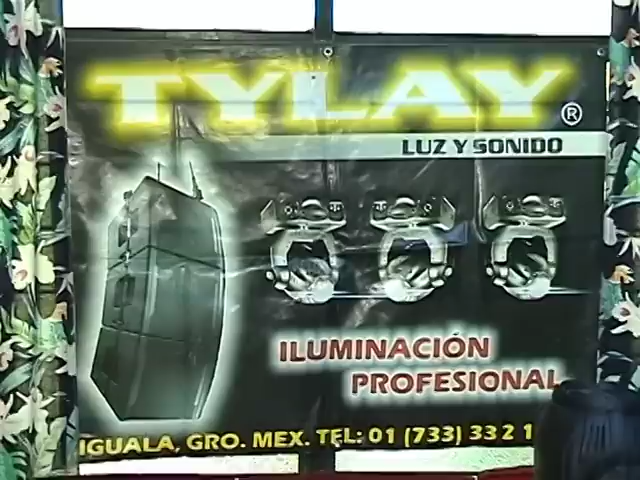 TYLAY®
LUZ Y SONIDO
ILUMINACIÓN
PROFESIONAL
IGUALA, GRO. MEX. TEL: 01 (733) 33 2 1